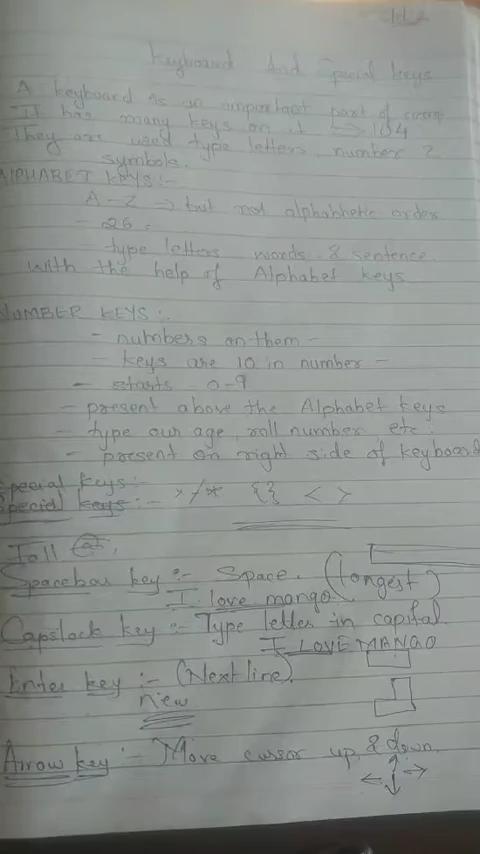 Keyboard And Special keys
A keyboard is an important part of
It has many keys on it → 104
They are used type letters, number &
symbols.
ALPHABET KEYS:-
A-Z → but not alphabhetic order
- 26.
type letters words & sentence.
with the help of Alphabet keys
NUMBER KEYS:-
- numbers on them -
- keys are 10 in number -
- starts - 0-9
- present above the Alphabet keys
- type our age, roll number, etc.
- present on right side of keyboard
Special keys:-
Special keys:- × / * {} < >
Spacebar key:- Space. (longest)
I love mango
Capslock key:- Type letter in capital.
I LOVE MANGO
Enter key:- (Next line).
new
Arrow key:- Move cursor up & down.